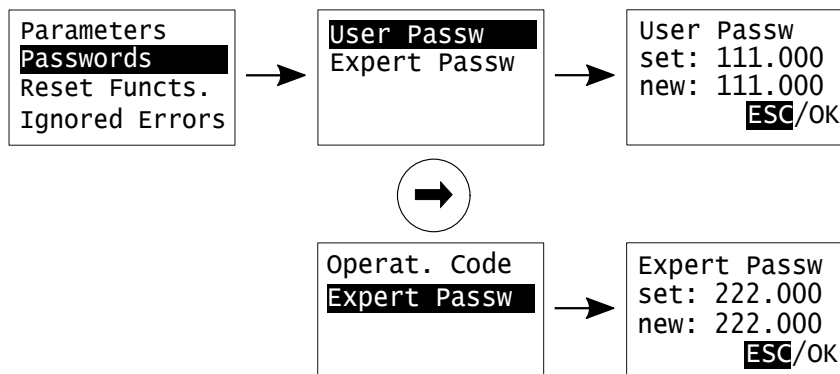 Parameters
Passwords
Reset Functs.
Ignored Errors
User Passw
Expert Passw
User Passw
set: 111.000
new: 111.000
ESC/OK
Operat. Code
Expert Passw
Expert Passw
set: 222.000
new: 222.000
ESC/OK